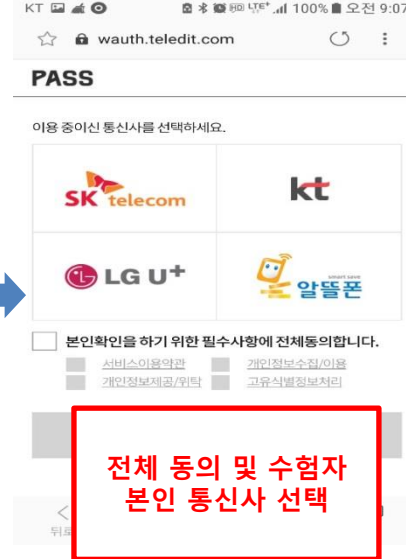 KT LTE+ 100% 오전 9:07
wauth.teledit.com
PASS
이용 중이신 통신사를 선택하세요.
SK telecom
kt
LG U+
smart save
알뜰폰
본인확인을 하기 위한 필수사항에 전체동의합니다.
서비스이용약관 개인정보수집/이용
개인정보제공/위탁 고유식별정보처리
전체 동의 및 수험자
본인 통신사 선택
뒤로